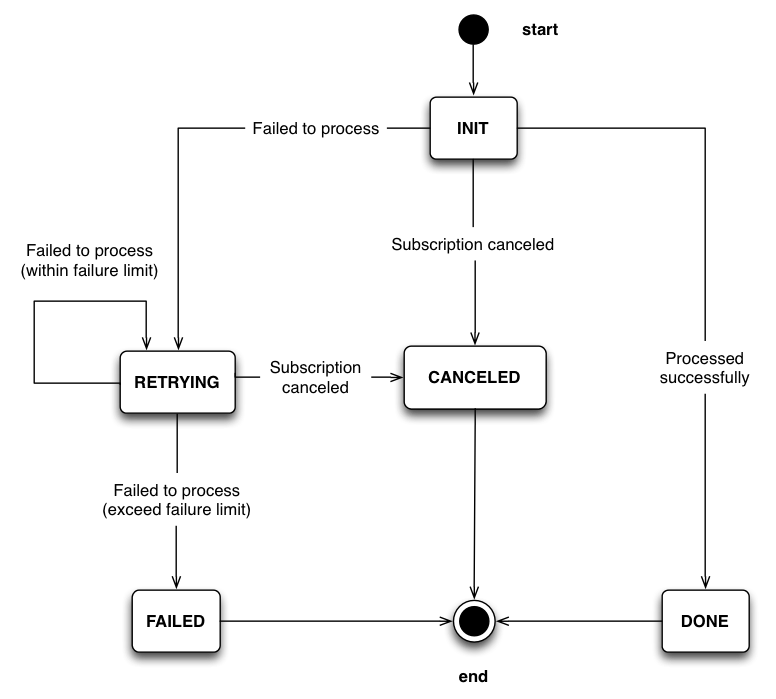 start
INIT
Failed to process
Subscription canceled
Failed to process
(within failure limit)
RETRYING
Subscription
canceled
CANCELED
Processed
successfully
Failed to process
(exceed failure limit)
FAILED
DONE
end